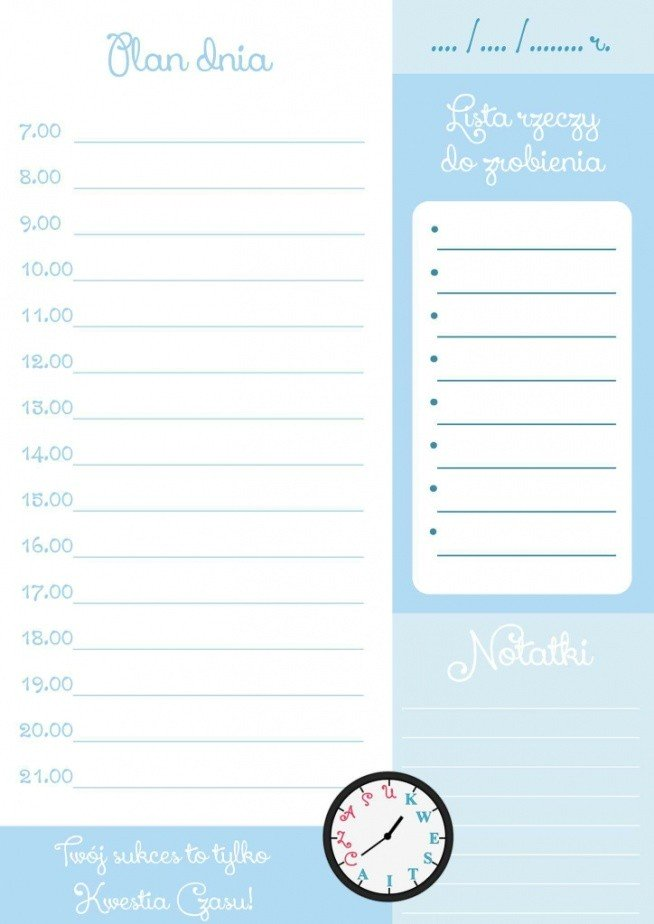 Plan dnia
7.00
8.00
9.00
10.00
11.00
12.00
13.00
14.00
15.00
16.00
17.00
18.00
19.00
20.00
21.00
.... / .... / ........ r.
Lista rzeczy
do zrobienia
Notatki
KWESTIA CZASU
Twój sukces to tylko
Kwestia Czasu!